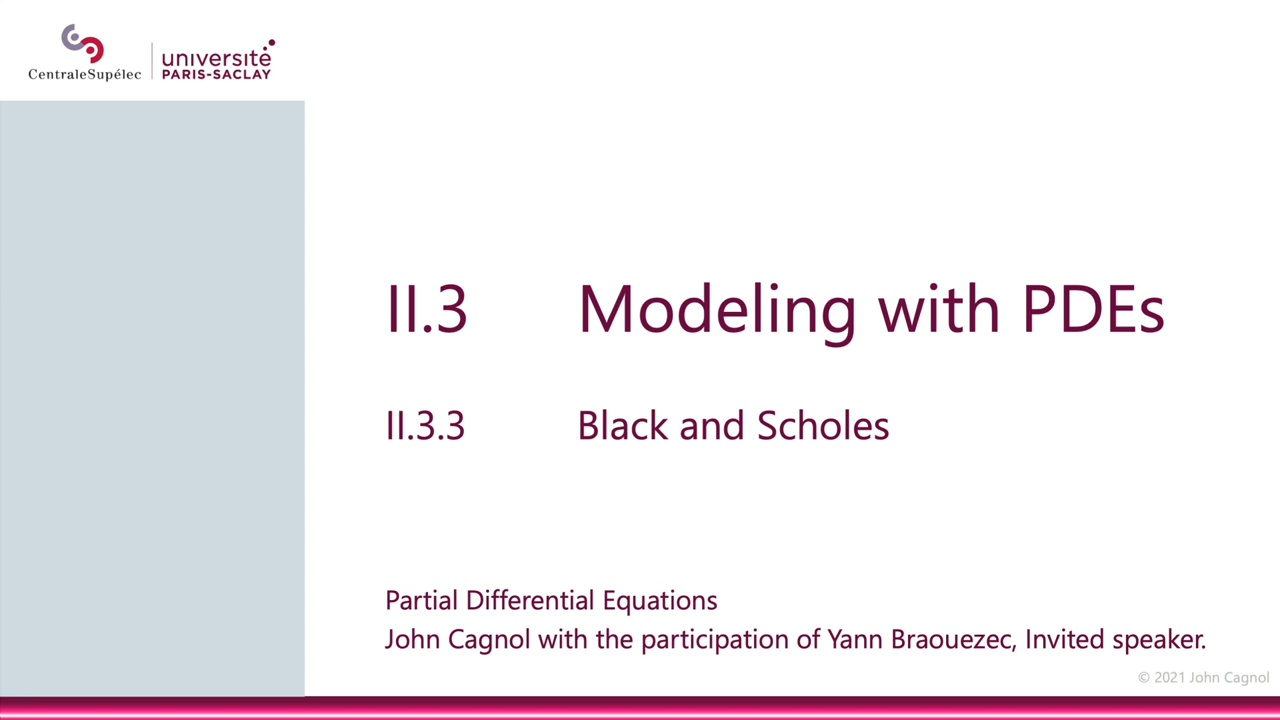 CentraleSupélec
université
PARIS-SACLAY
II.3 Modeling with PDEs
II.3.3 Black and Scholes
Partial Differential Equations
John Cagnol with the participation of Yann Braouezec, Invited speaker.
© 2021 John Cagnol